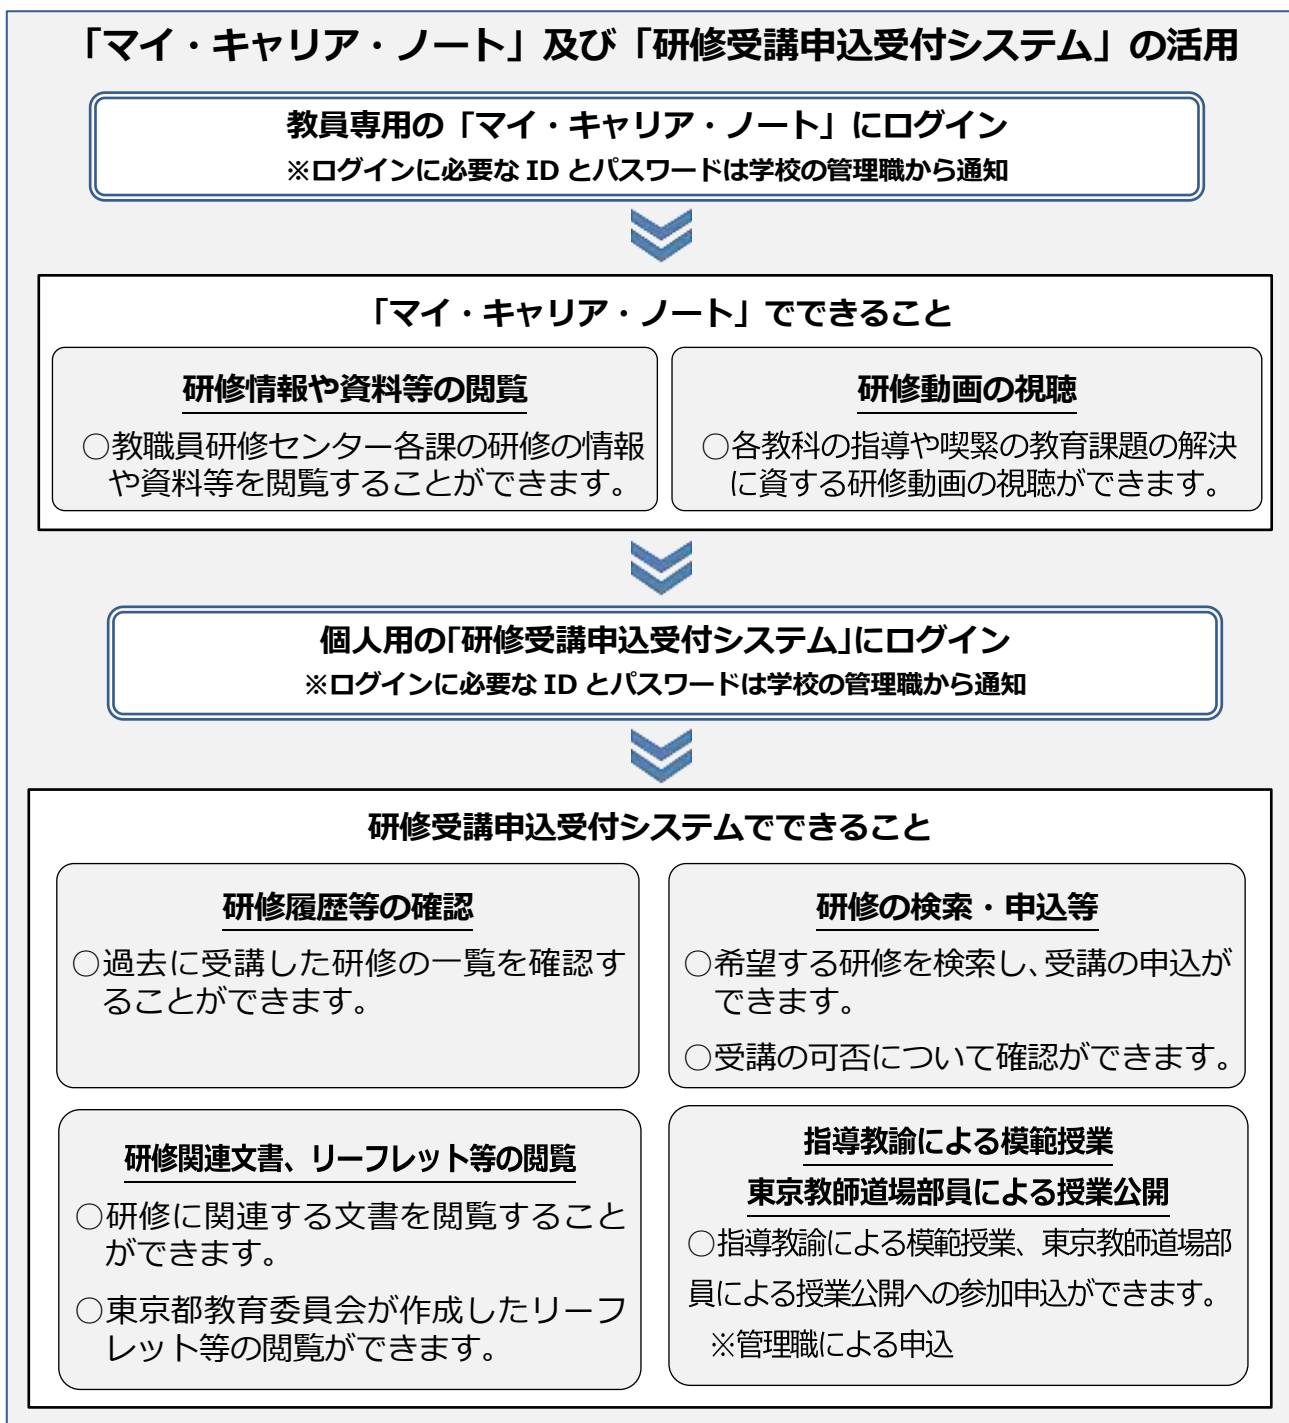 「マイ・キャリア・ノート」及び「研修受講申込受付システム」の活用
教員専用の「マイ・キャリア・ノート」にログイン
※ログインに必要な ID とパスワードは学校の管理職から通知
「マイ・キャリア・ノート」でできること
研修情報や資料等の閲覧
○教職員研修センター各課の研修の情報
や資料等を閲覧することができます。
研修動画の視聴
○各教科の指導や喫緊の教育課題の解決
に資する研修動画の視聴ができます。
個人用の「研修受講申込受付システム」にログイン
※ログインに必要な ID とパスワードは学校の管理職から通知
研修受講申込受付システムでできること
研修履歴等の確認
○過去に受講した研修の一覧を確認す
ることができます。
研修の検索・申込等
○希望する研修を検索し、受講の申込が
できます。
○受講の可否について確認ができます。
研修関連文書、リーフレット等の閲覧
○研修に関連する文書を閲覧すること
ができます。
○東京都教育委員会が作成したリーフ
レット等の閲覧ができます。
指導教諭による模範授業
東京教師道場部員による授業公開
○指導教諭による模範授業、東京教師道場部
員による授業公開への参加申込ができます。
※管理職による申込